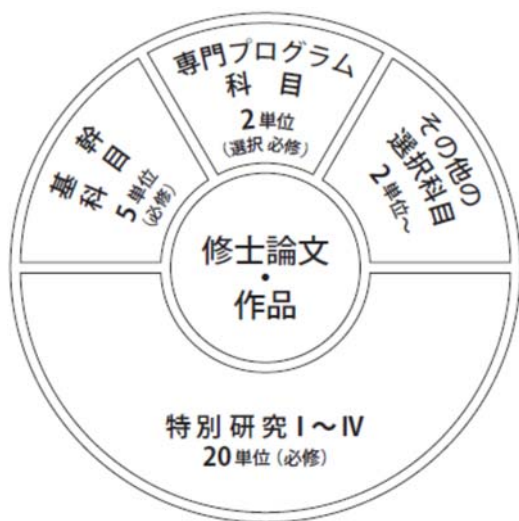 専門プログラム
科 目
2 単位
(選択 必修)
基 幹
科 目
5 単位
(必修)
その他の
選択科目
2 単位～
修士論文
・
作品
特別研究Ⅰ～Ⅳ
20 単位 (必修)